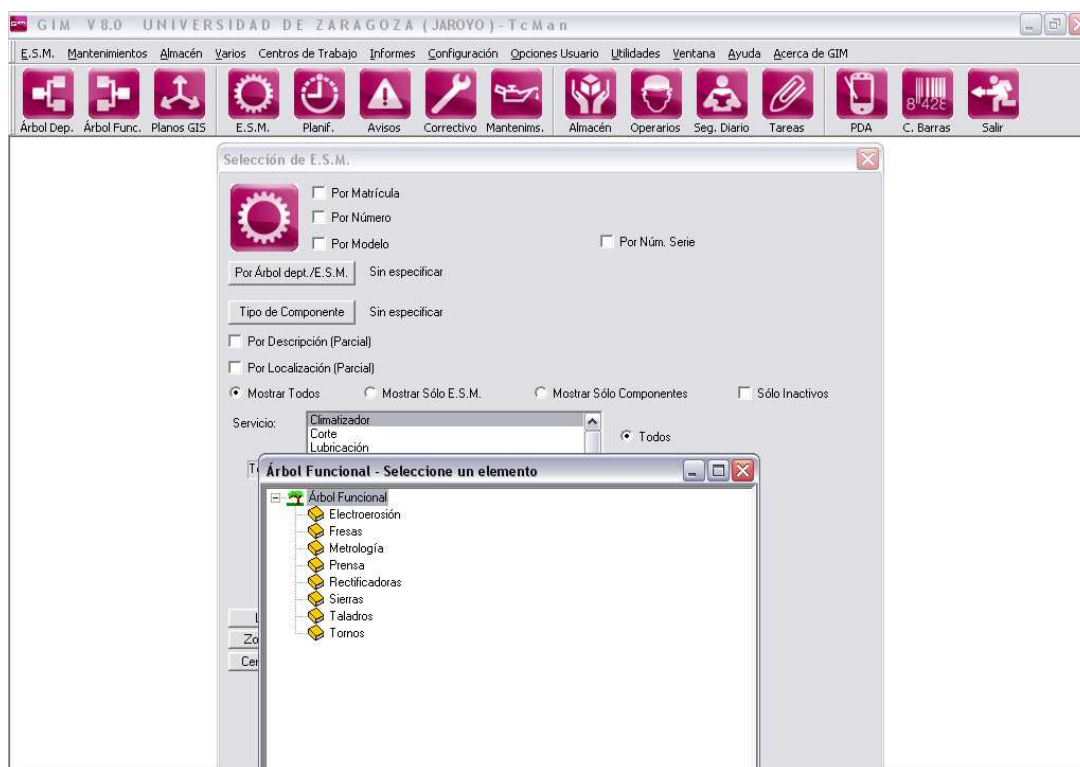 GIM V 8.0 UNIVERSIDAD DE ZARAGOZA (JAROYO) - TcMan
E.S.M. Mantenimientos Almacén Varios Centros de Trabajo Informes Configuración Opciones Usuario Utilidades Ventana Ayuda Acerca de GIM
8 428
Árbol Dep. Árbol Func. Planos GIS E.S.M. Planif. Avisos Correctivo Mantenims. Almacén Operarios Seg. Diario Tareas PDA C. Barras Salir
Selección de E.S.M.
Por Matrícula
Por Número
Por Modelo Por Núm. Serie
Por Árbol dept./E.S.M. Sin especificar
Tipo de Componente Sin especificar
Por Descripción (Parcial)
Por Localización (Parcial)
Mostrar Todos Mostrar Sólo E.S.M. Mostrar Sólo Componentes Sólo Inactivos
Servicio: Climatizador
Corte
Todos
Lubricación
Árbol Funcional - Seleccione un elemento
Árbol Funcional
Electroerosión
Fresas
Metrología
Prensa
Rectificadoras
Sierras
Taladros
Tornos